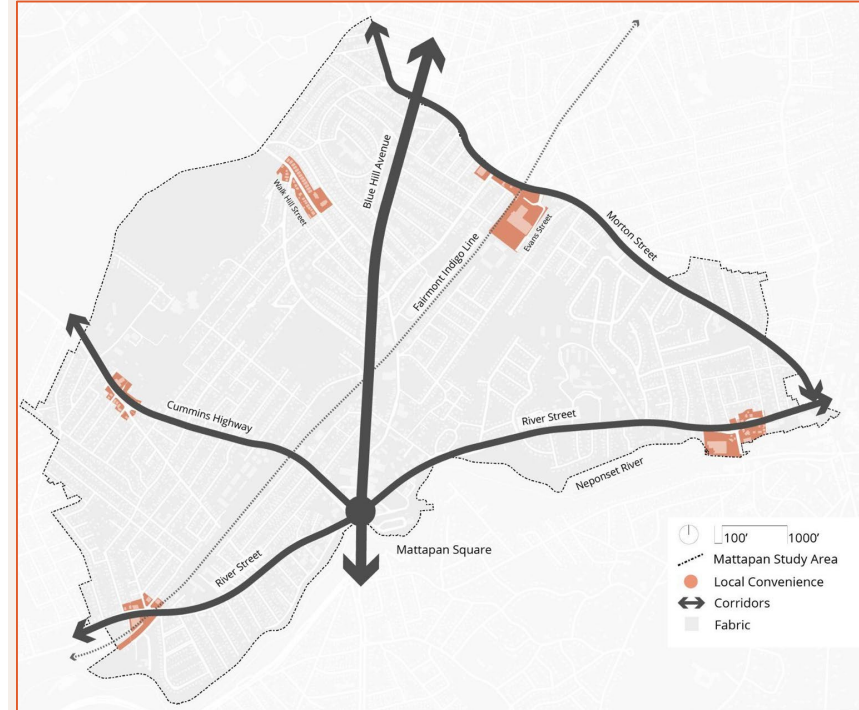 Blue Hill Avenue
Walk Hill Street
Fairmont Indigo Line
Evans Street
Morton Street
Cummins Highway
River Street
Neponset River
River Street
Mattapan Square
100' 1000'
Mattapan Study Area
Local Convenience
Corridors
Fabric